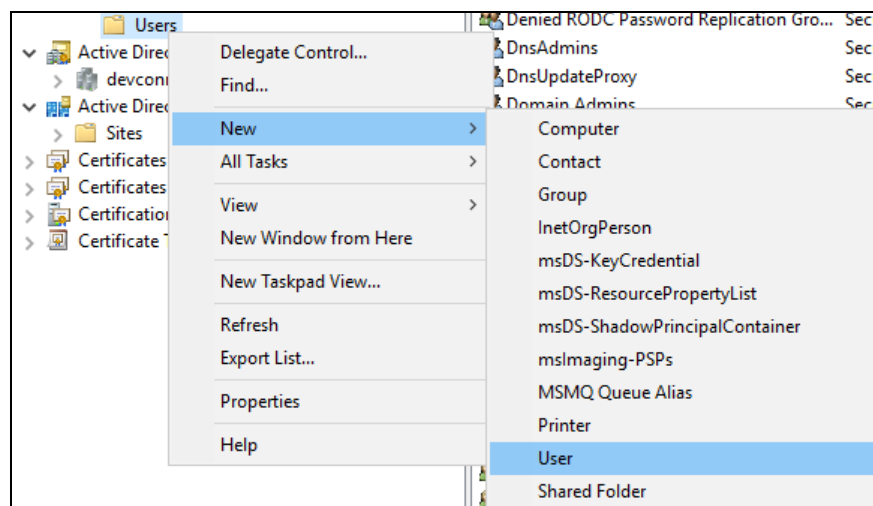 Users
Active Direc
devconn
Active Direc
Sites
Certificates
Certificates
Certification
Certificate T
Delegate Control...
Find...
New
All Tasks
View
New Window from Here
New Taskpad View...
Refresh
Export List...
Properties
Help
Denied RODC Password Replication Gro... Sec
DnsAdmins Sec
DnsUpdateProxy Sec
Domain Admins Sec
Computer
Contact
Group
InetOrgPerson
msDS-KeyCredential
msDS-ResourcePropertyList
msDS-ShadowPrincipalContainer
msImaging-PSPs
MSMQ Queue Alias
Printer
User
Shared Folder